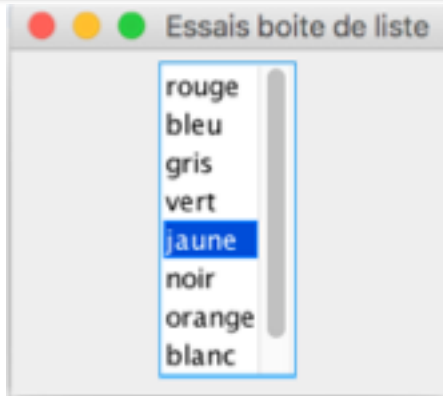 Essais boite de liste
rouge
bleu
gris
vert
jaune
noir
orange
blanc